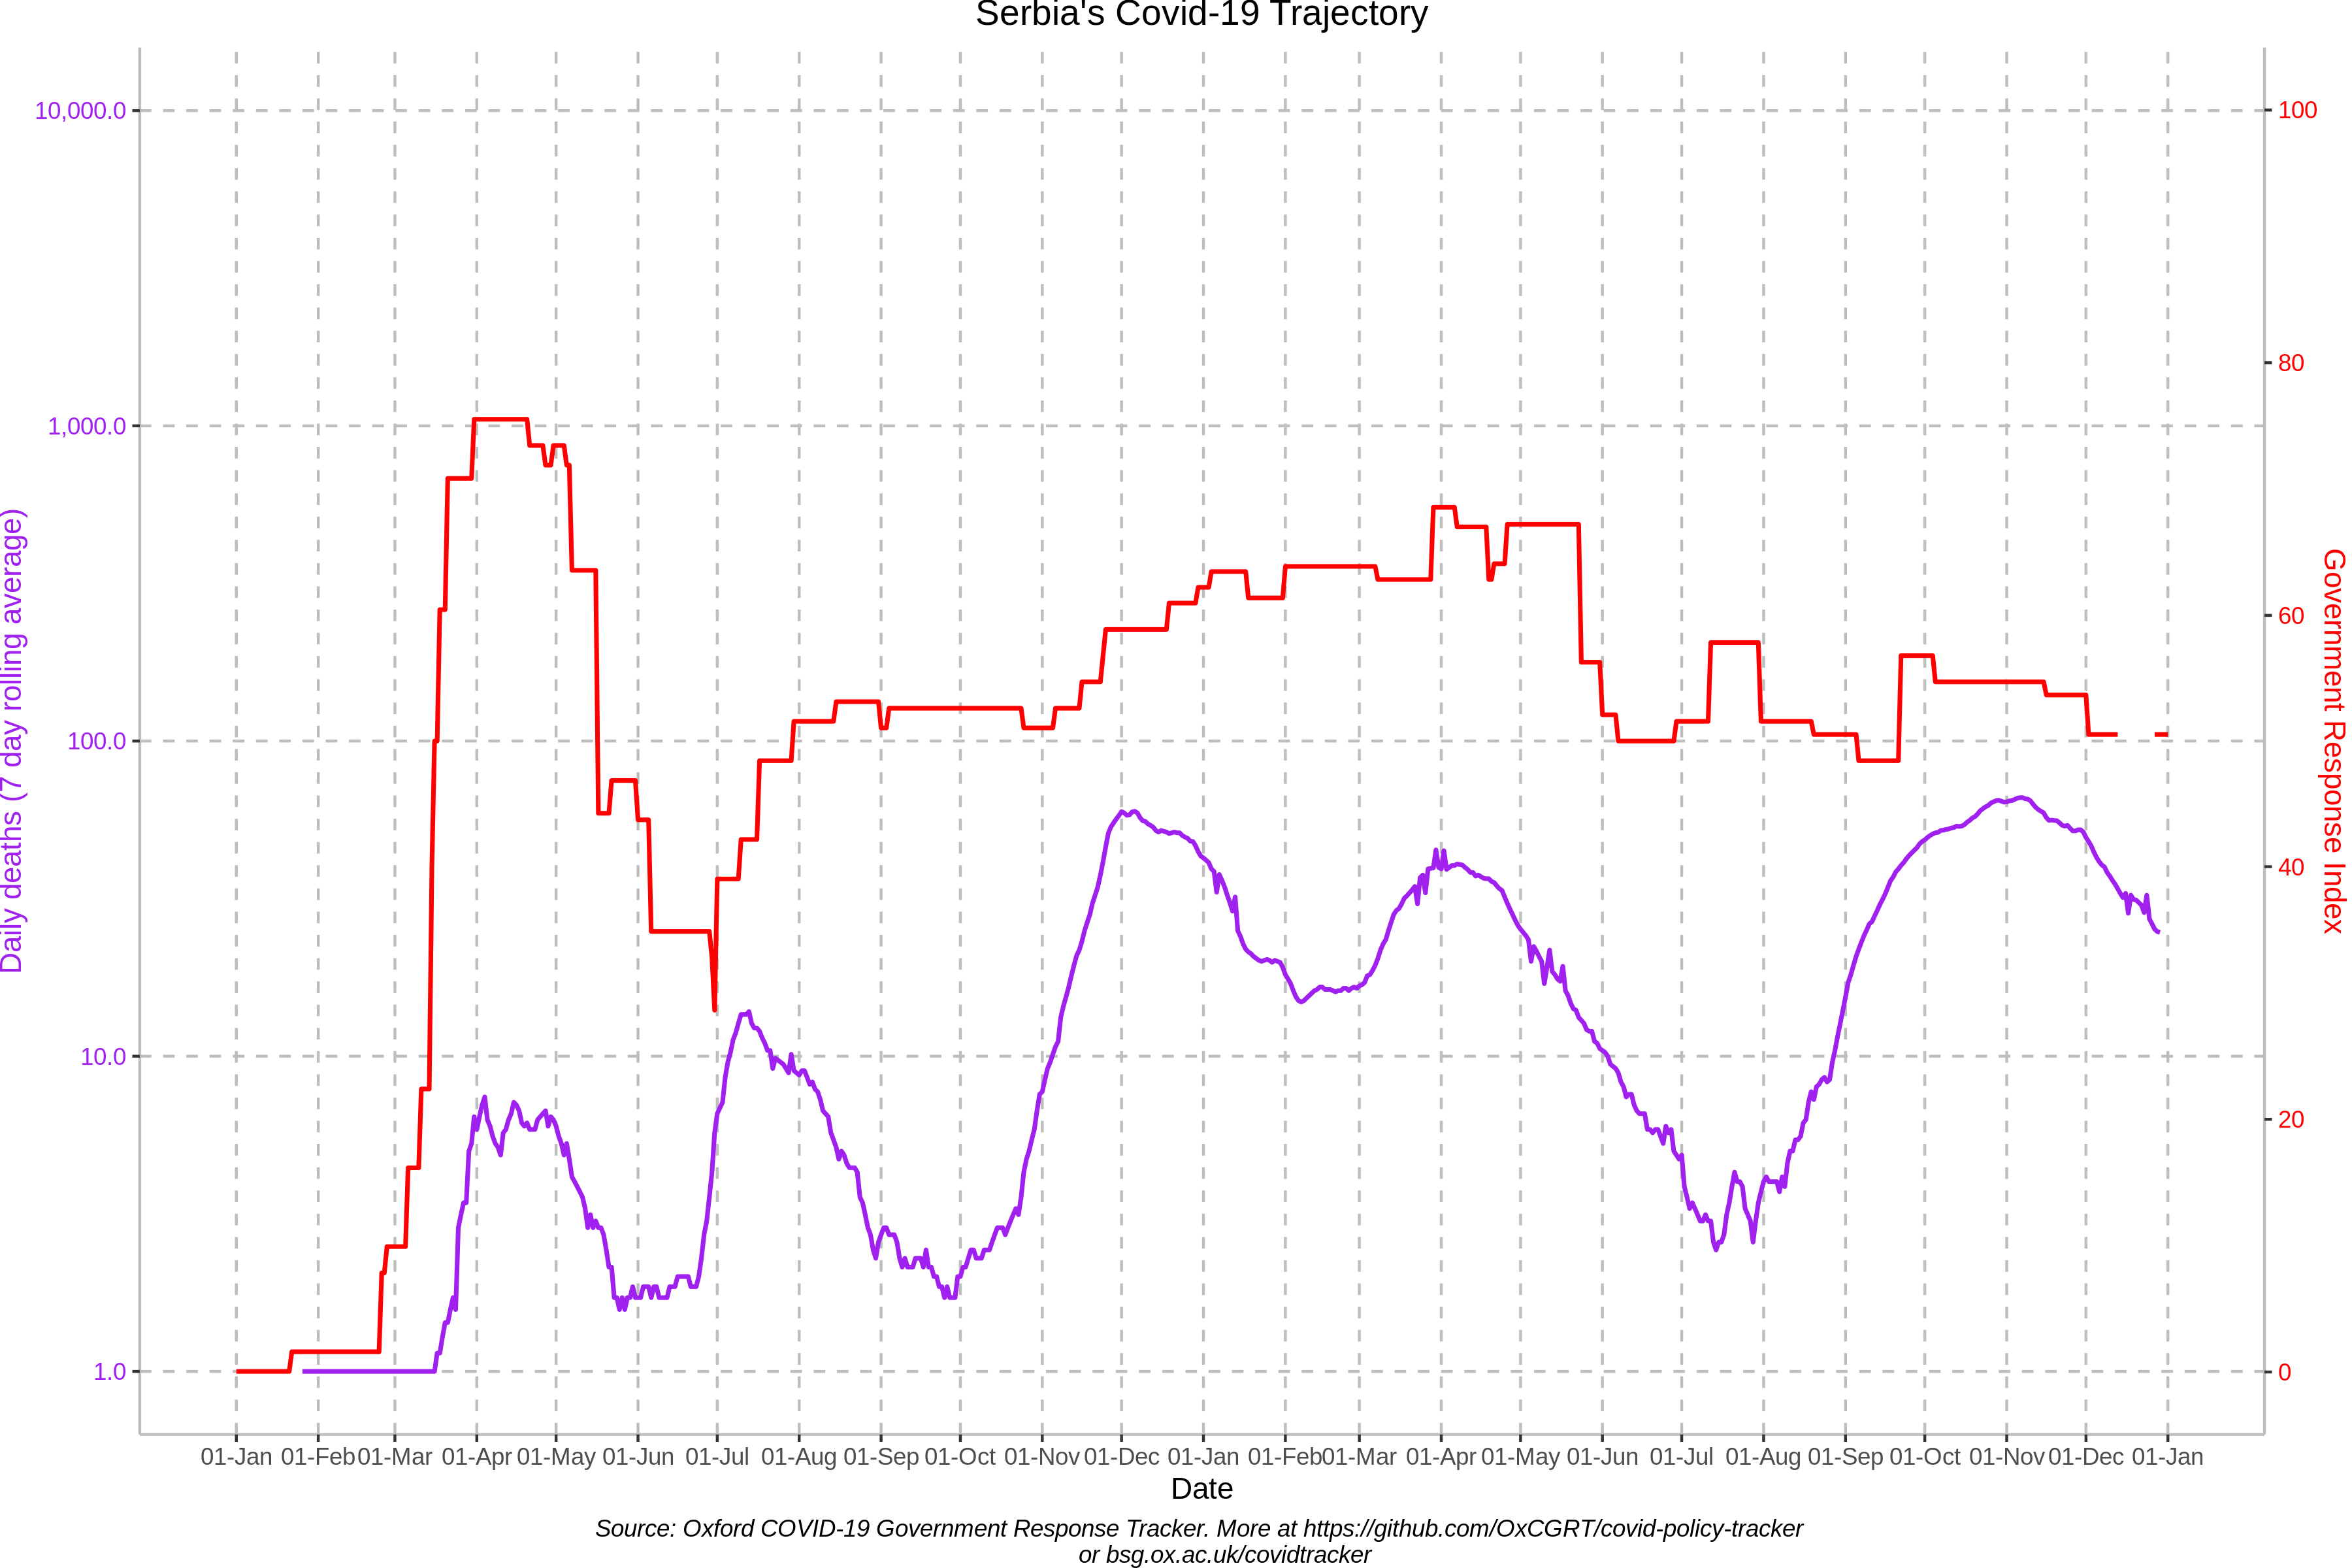 Serbia's Covid-19 Trajectory
10,000.0
1,000.0
100.0
10.0
1.0
Daily deaths (7 day rolling average)
100
80
60
40
20
0
Government Response Index
01-Jan 01-Feb 01-Mar 01-Apr 01-May 01-Jun 01-Jul 01-Aug 01-Sep 01-Oct 01-Nov 01-Dec 01-Jan 01-Feb 01-Mar 01-Apr 01-May 01-Jun 01-Jul 01-Aug 01-Sep 01-Oct 01-Nov 01-Dec 01-Jan
Date
Source: Oxford COVID-19 Government Response Tracker. More at https://github.com/OxCGRT/covid-policy-tracker
or bsg.ox.ac.uk/covidtracker